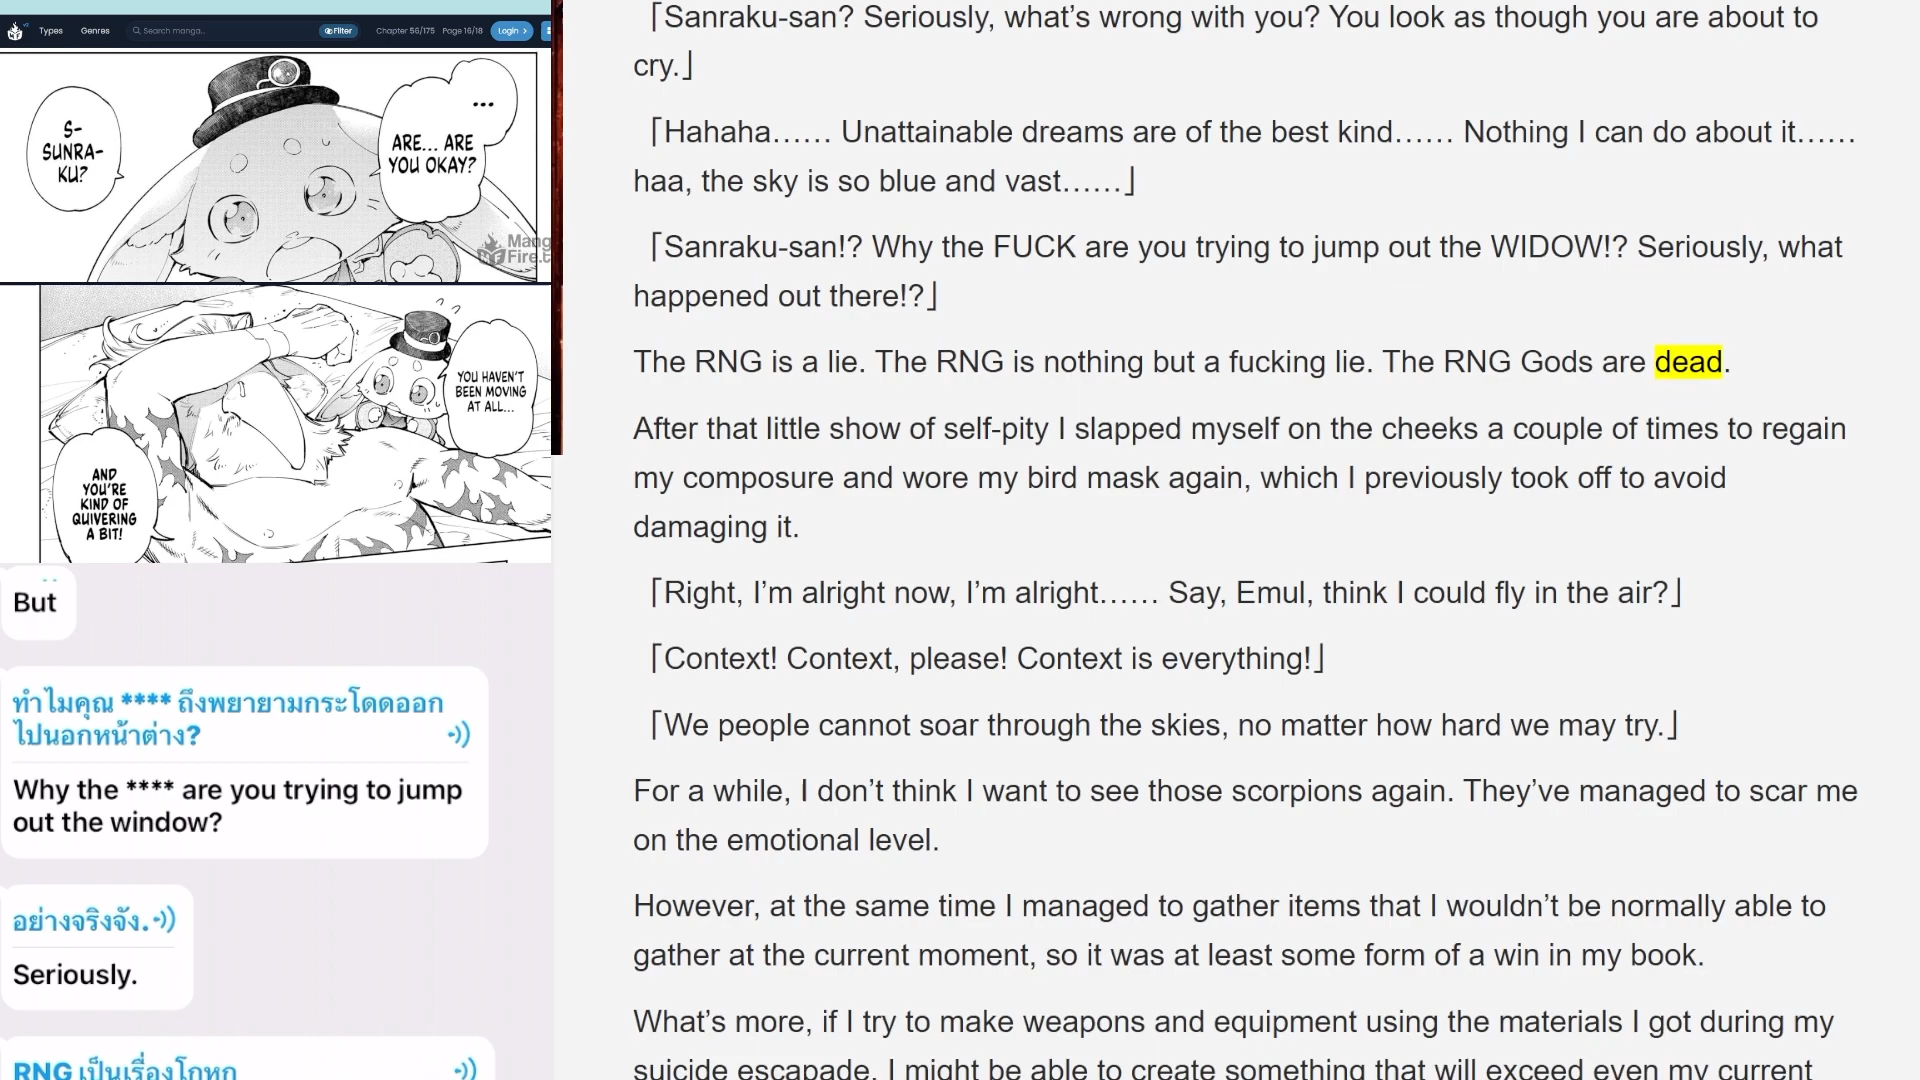 Types Genres Search manga... Filter Chapter 56/175 Page 16/18 Login
S-
SUNRA-
KU?
...
ARE... ARE
YOU OKAY?
Mang
Fire.t
YOU HAVEN'T
BEEN MOVING
AT ALL...
AND
YOU'RE
KIND OF
QUIVERING
A BIT!
But
ทำไมคุณ **** ถึงพยายามกระโดดออก
ไปนอกหน้าต่าง?
Why the **** are you trying to jump
out the window?
อย่างจริงจัง.
Seriously.
RNG เป็นเรื่องโกหก
⌈Sanraku-san? Seriously, what’s wrong with you? You look as though you are about to
cry.⌋
⌈Hahaha…… Unattainable dreams are of the best kind…… Nothing I can do about it……
haa, the sky is so blue and vast……⌋
⌈Sanraku-san!? Why the FUCK are you trying to jump out the WIDOW!? Seriously, what
happened out there!?⌋
The RNG is a lie. The RNG is nothing but a fucking lie. The RNG Gods are dead.
After that little show of self-pity I slapped myself on the cheeks a couple of times to regain
my composure and wore my bird mask again, which I previously took off to avoid
damaging it.
⌈Right, I’m alright now, I’m alright…… Say, Emul, think I could fly in the air?⌋
⌈Context! Context, please! Context is everything!⌋
⌈We people cannot soar through the skies, no matter how hard we may try.⌋
For a while, I don’t think I want to see those scorpions again. They’ve managed to scar me
on the emotional level.
However, at the same time I managed to gather items that I wouldn’t be normally able to
gather at the current moment, so it was at least some form of a win in my book.
What’s more, if I try to make weapons and equipment using the materials I got during my
suicide escapade, I might be able to create something that will exceed even my current